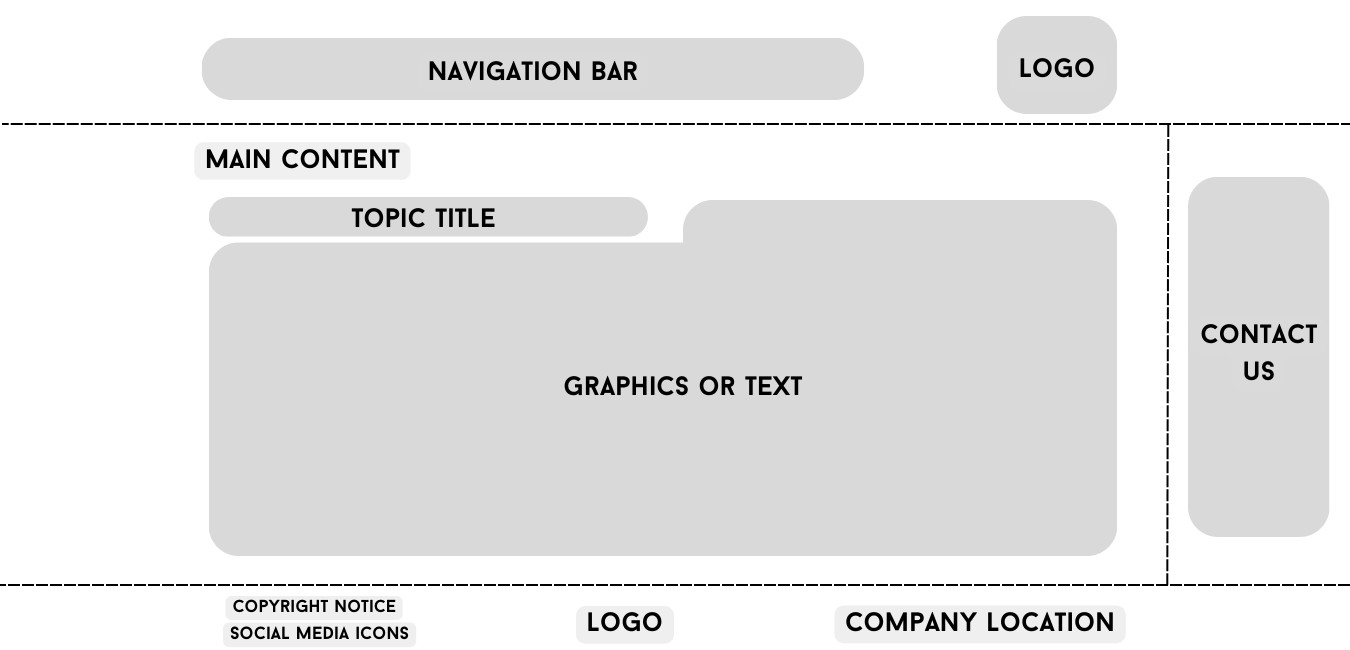 NAVIGATION BAR
LOGO
MAIN CONTENT
TOPIC TITLE
GRAPHICS OR TEXT
CONTACT
US
COPYRIGHT NOTICE
SOCIAL MEDIA ICONS
LOGO
COMPANY LOCATION